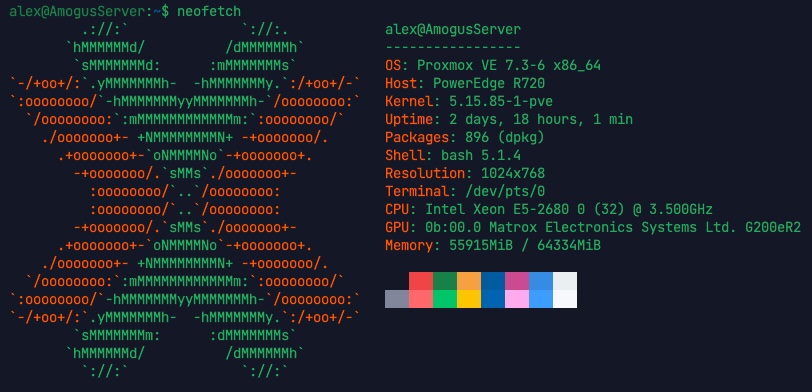 alex@AmogusServer:~$ neofetch
         .://:`              `://:.            alex@AmogusServer
       `hMMMMMMd/          /dMMMMMMh`          -----------------
        `sMMMMMMMd:      :mMMMMMMMs`           OS: Proxmox VE 7.3-6 x86_64
`-/+oo+/:`.yMMMMMMMh-  -hMMMMMMMy.`:/+oo+/-`   Host: PowerEdge R720
`:oooooooo/`-hMMMMMMMyyMMMMMMMh-`/oooooooo:`   Kernel: 5.15.85-1-pve
  `/oooooooo:`:mMMMMMMMMMMMMm:`:oooooooo/`     Uptime: 2 days, 18 hours, 1 min
    ./ooooooo+- +NMMMMMMMMN+ -+ooooooo/.       Packages: 896 (dpkg)
      .+ooooooo+-`oNMMMMNo`-+ooooooo+.         Shell: bash 5.1.4
        -+ooooooo/.`sMMs`./ooooooo+-           Resolution: 1024x768
          :oooooooo/`..`/oooooooo:             Terminal: /dev/pts/0
          :oooooooo/`..`/oooooooo:             CPU: Intel Xeon E5-2680 0 (32) @ 3.500GHz
        -+ooooooo/.`sMMs`./ooooooo+-           GPU: 0b:00.0 Matrox Electronics Systems Ltd. G200eR2
      .+ooooooo+-`oNMMMMNo`-+ooooooo+.         Memory: 55915MiB / 64334MiB
    ./ooooooo+- +NMMMMMMMMN+ -+ooooooo/.
  `/oooooooo:`:mMMMMMMMMMMMMm:`:oooooooo/`
`:oooooooo/`-hMMMMMMMyyMMMMMMMh-`/oooooooo:`
`-/+oo+/:`.yMMMMMMMh-  -hMMMMMMMy.`:/+oo+/-`
        `sMMMMMMMm:      :dMMMMMMMs`
       `hMMMMMMd/          /dMMMMMMh`
         `://:`              `://:`